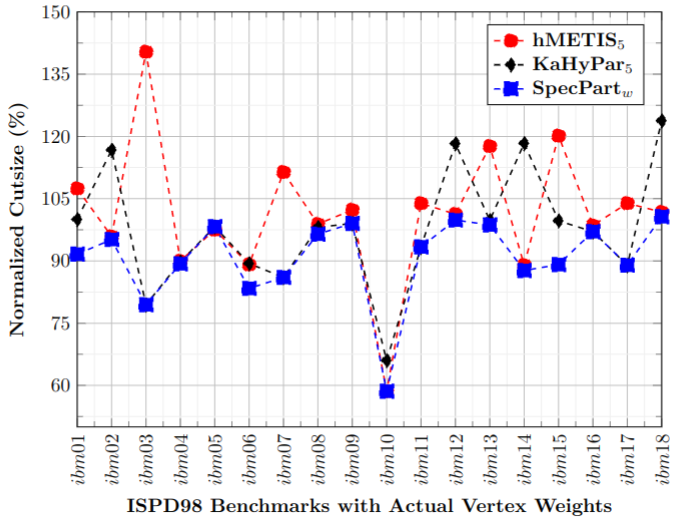 150
135
120
105
90
75
60
Normalized Cutsize (%)
hMETIS5
KaHyPar5
SpecPartw
ibm01
ibm02
ibm03
ibm04
ibm05
ibm06
ibm07
ibm08
ibm09
ibm10
ibm11
ibm12
ibm13
ibm14
ibm15
ibm16
ibm17
ibm18
ISPD98 Benchmarks with Actual Vertex Weights